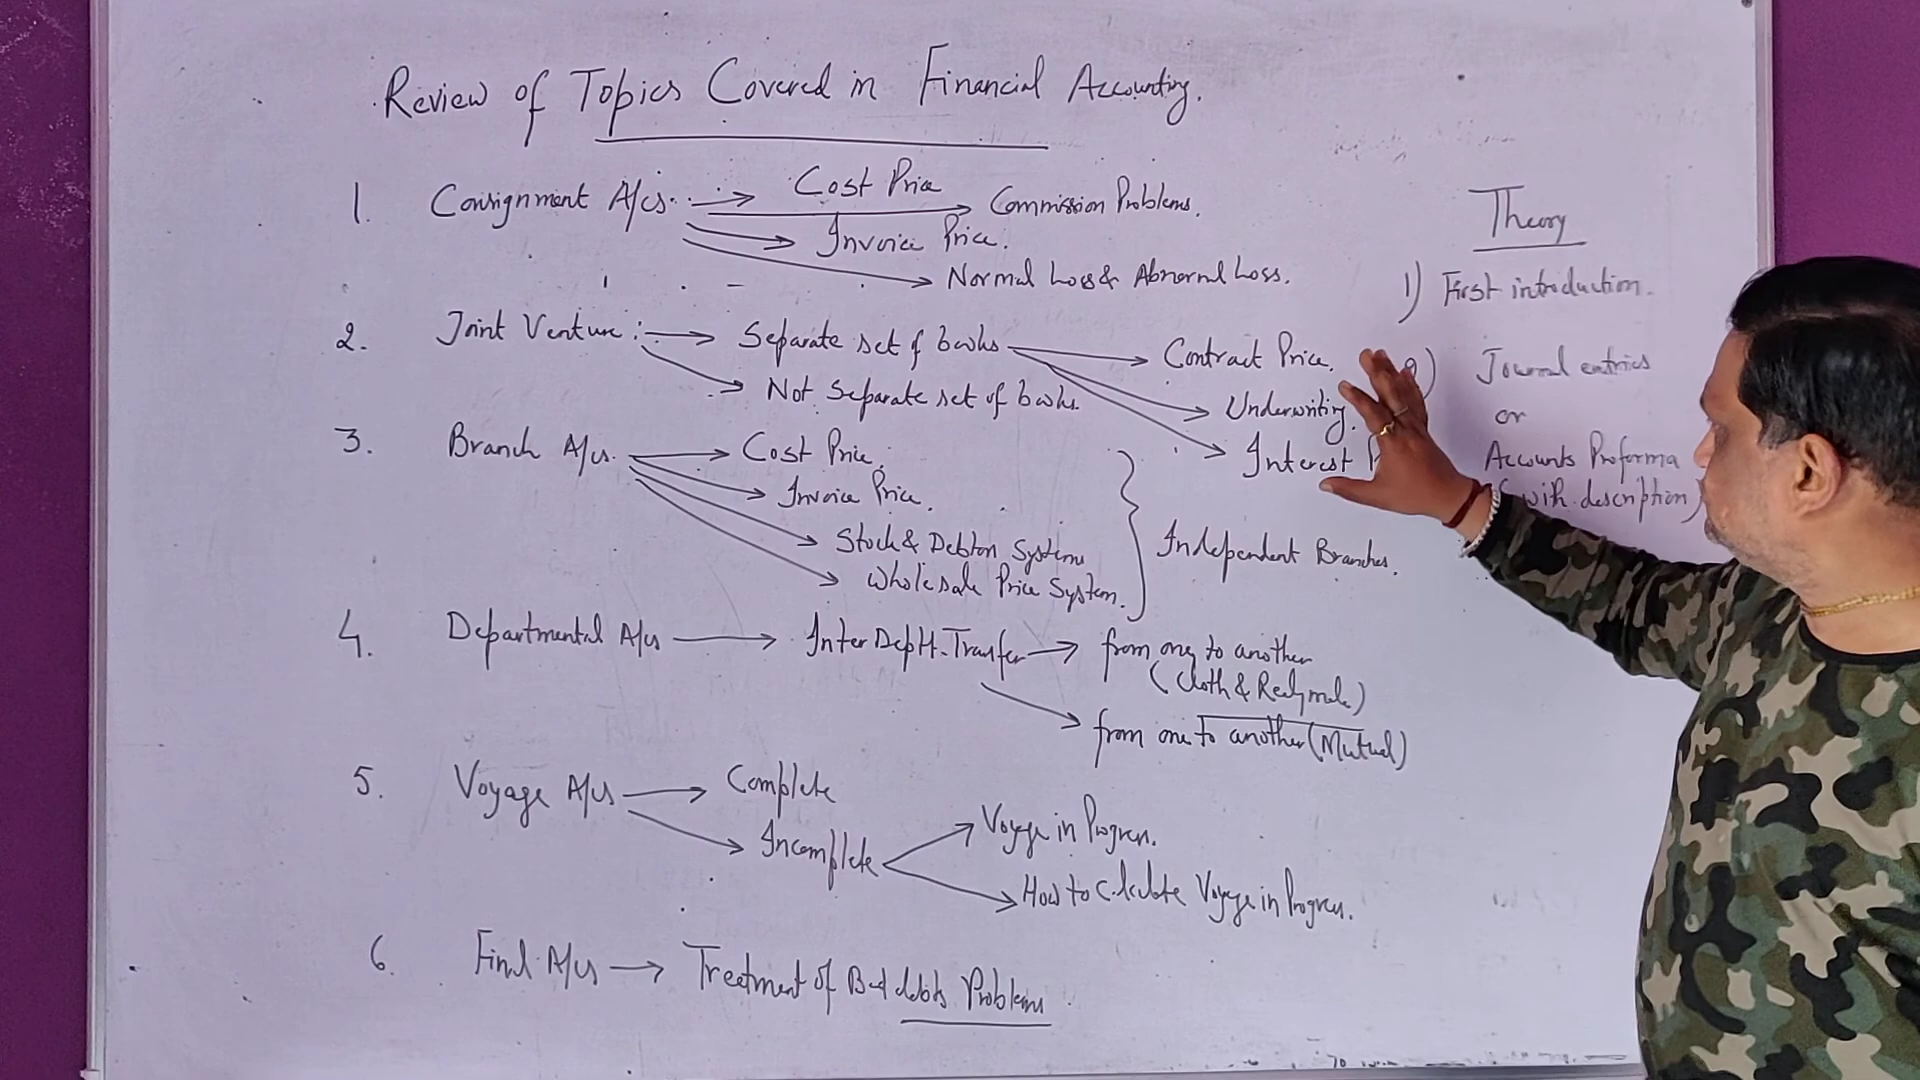 Review of Topics Covered in Financial Accounting.
1. Consignment A/cs. → Cost Price
→ Commission Problems.
→ Invoice Price.
→ Normal Loss & Abnormal Loss.
2. Joint Venture: → Separate set of books → Contract Price.
→ Underwriting.
→ Interest
→ Not Separate set of books.
3. Branch A/cs. → Cost Price.
→ Invoice Price.
→ Stock & Debtors System
→ Wholesale Price System.
} Independent Branches.
4. Departmental A/cs → Inter Deptt. Transfer → from one to another
(Cloth & Readymade)
→ from one to another (Mutual)
5. Voyage A/cs → Complete
→ Incomplete → Voyage in Progress.
→ How to Calculate Voyage in Progress.
6. Final A/cs → Treatment of Bad debts Problems
Theory
1) First introduction.
2) Journal entries
or
Accounts Proforma
with description)